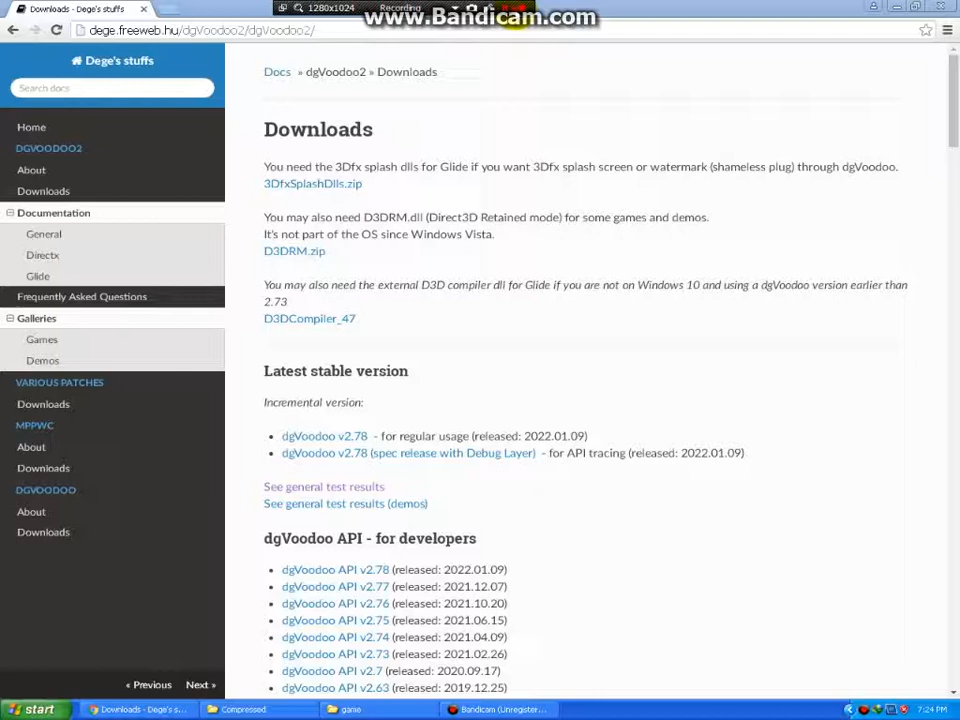 Downloads - Dege's stuffs
1280x1024
Recording
www.Bandicam.com
dege.freeweb.hu/dgVoodoo2/dgVoodoo2/
Dege's stuffs
Search docs
Home
DGVOODOO2
About
Downloads
Documentation
General
Directx
Glide
Frequently Asked Questions
Galleries
Games
Demos
VARIOUS PATCHES
Downloads
MPPWC
About
Downloads
DGVOODOO
About
Downloads
« Previous
Next »
Docs » dgVoodoo2 » Downloads
Downloads
You need the 3Dfx splash dlls for Glide if you want 3Dfx splash screen or watermark (shameless plug) through dgVoodoo.
3DfxSplashDlls.zip
You may also need D3DRM.dll (Direct3D Retained mode) for some games and demos.
It's not part of the OS since Windows Vista.
D3DRM.zip
You may also need the external D3D compiler dll for Glide if you are not on Windows 10 and using a dgVoodoo version earlier than
2.73
D3DCompiler_47
Latest stable version
Incremental version:
dgVoodoo v2.78 - for regular usage (released: 2022.01.09)
dgVoodoo v2.78 (spec release with Debug Layer) - for API tracing (released: 2022.01.09)
See general test results
See general test results (demos)
dgVoodoo API - for developers
dgVoodoo API v2.78 (released: 2022.01.09)
dgVoodoo API v2.77 (released: 2021.12.07)
dgVoodoo API v2.76 (released: 2021.10.20)
dgVoodoo API v2.75 (released: 2021.06.15)
dgVoodoo API v2.74 (released: 2021.04.09)
dgVoodoo API v2.73 (released: 2021.02.26)
dgVoodoo API v2.7 (released: 2020.09.17)
dgVoodoo API v2.63 (released: 2019.12.25)
start
Downloads - Dege's s...
Compressed
game
Bandicam (Unregister...
7:24 PM